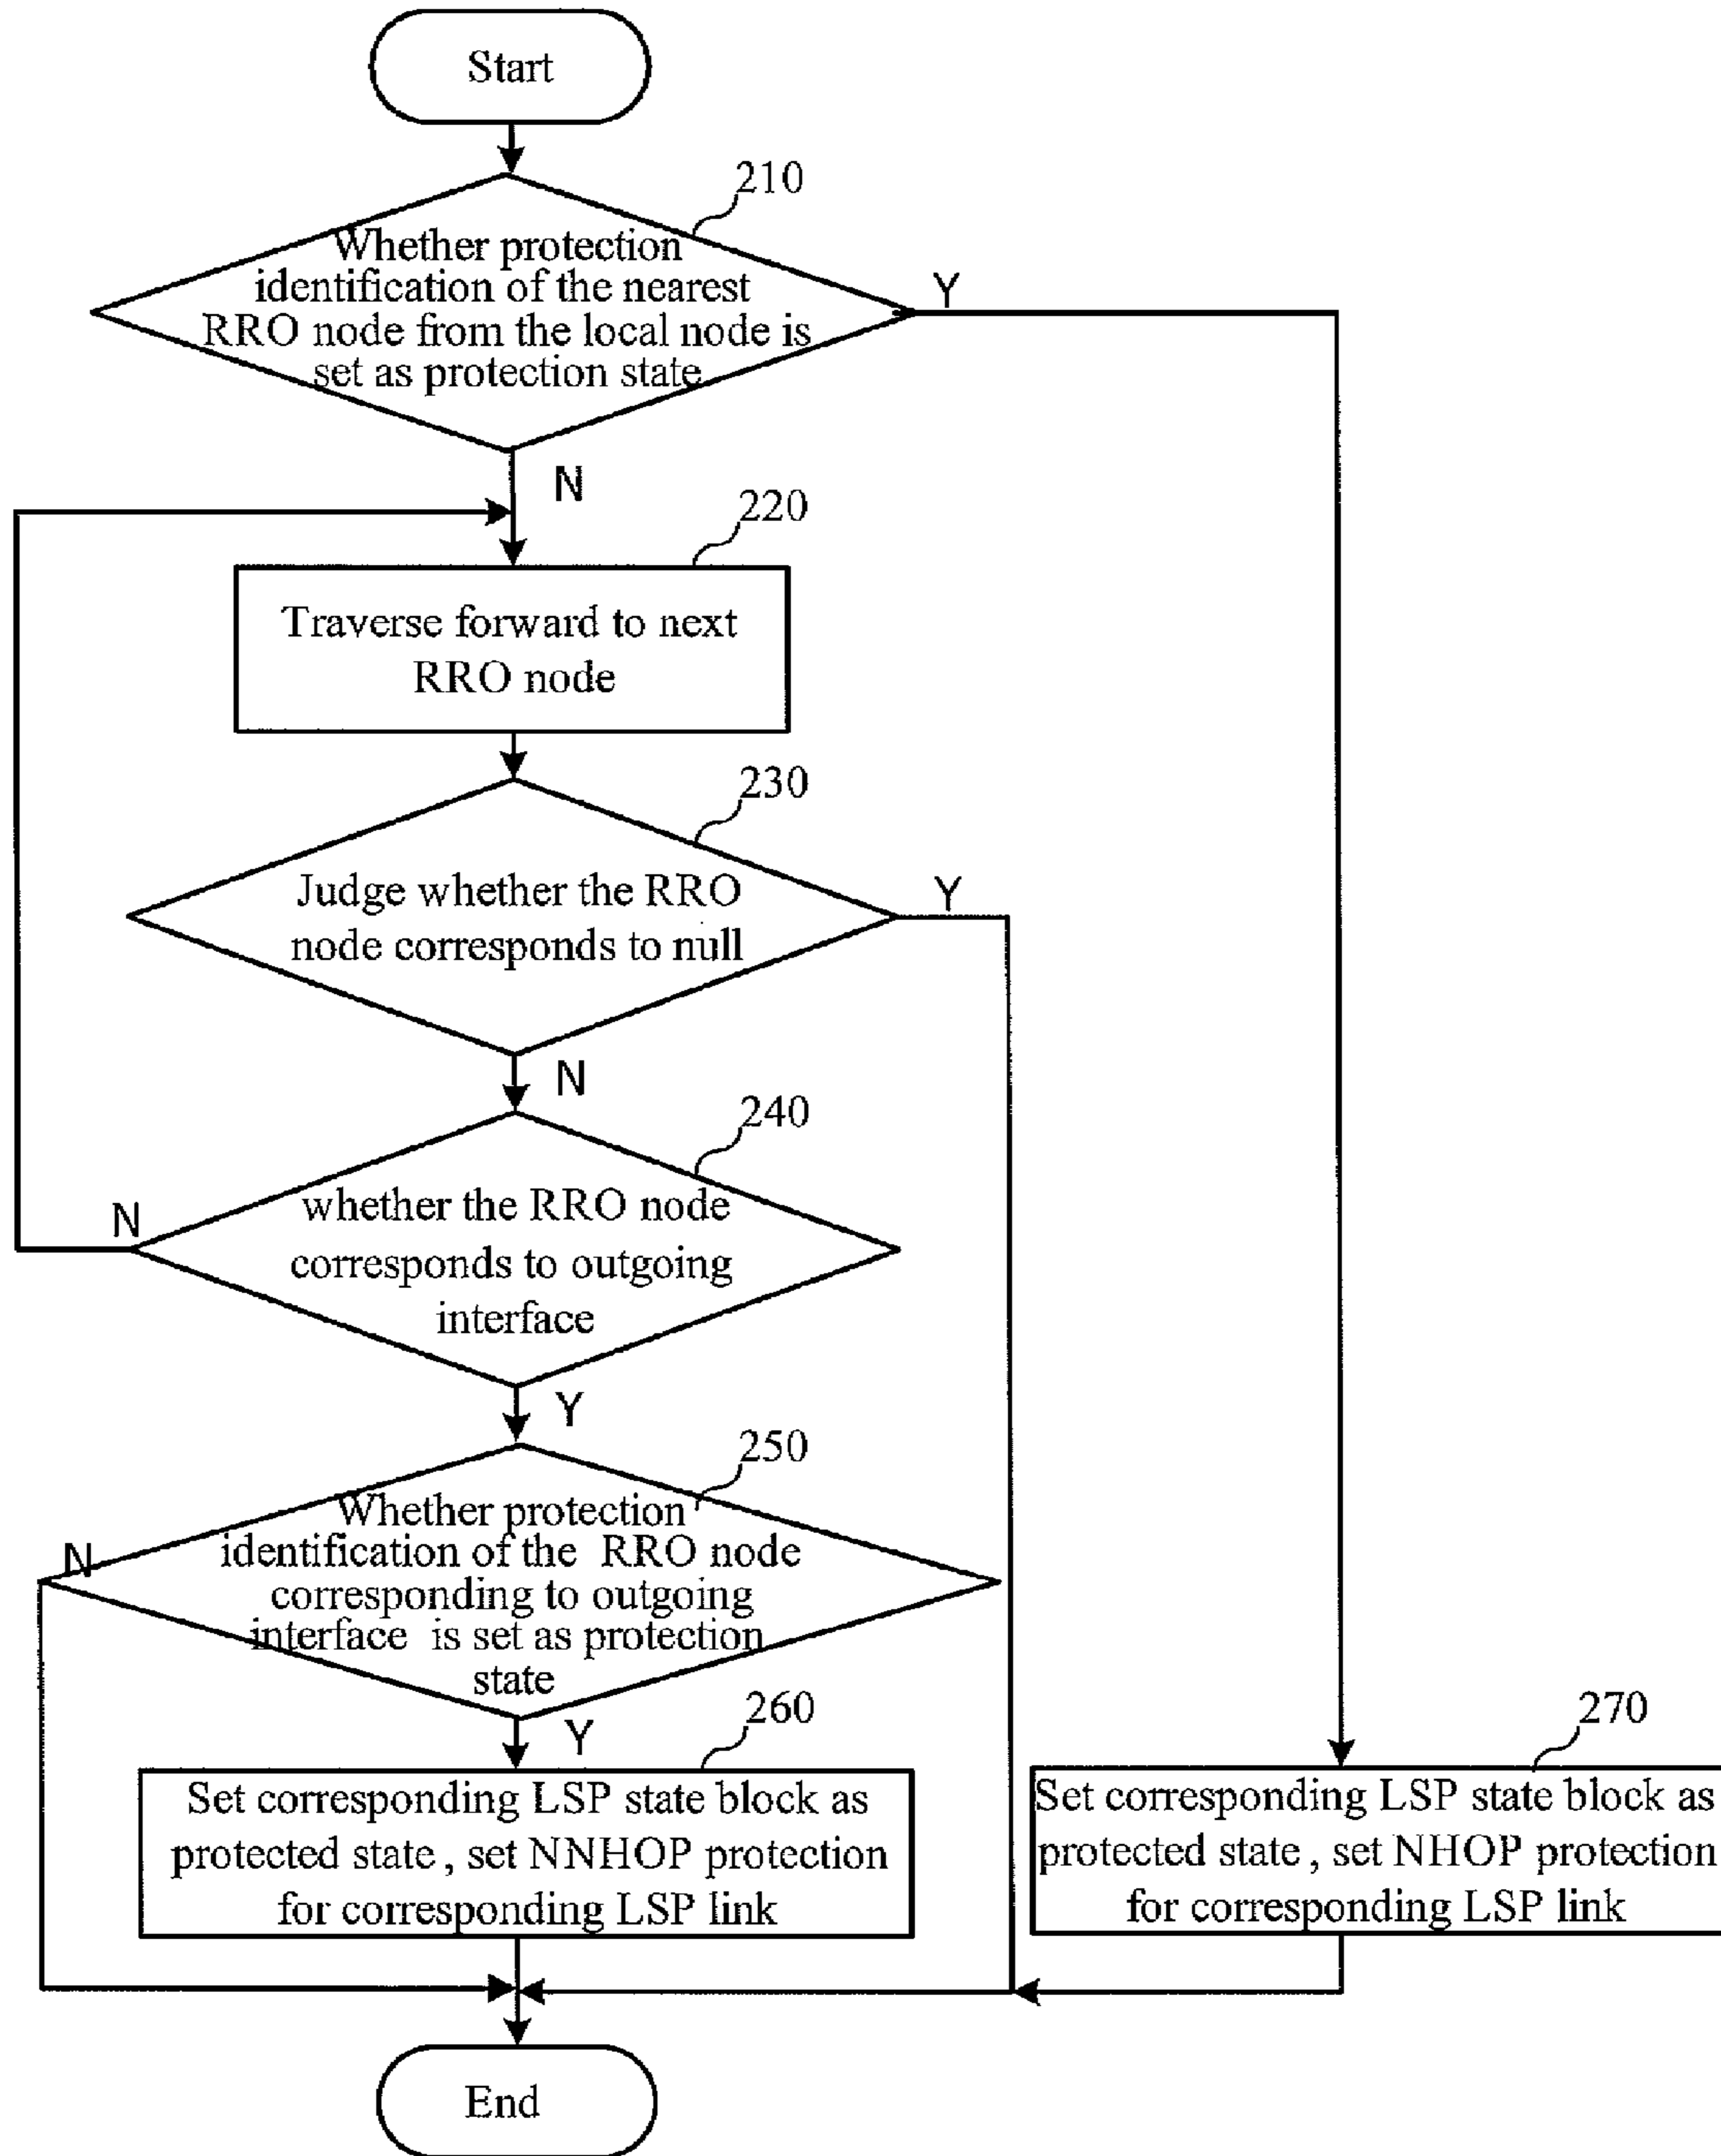 Start
210
Whether protection
identification of the nearest
RRO node from the local node is
set as protection state
Y
N
220
Traverse forward to next
RRO node
230
Judge whether the RRO
node corresponds to null
Y
N
240
whether the RRO node
corresponds to outgoing
interface
N
Y
250
Whether protection
identification of the RRO node
corresponding to outgoing
interface is set as protection
state
N
Y
260
Set corresponding LSP state block as
protected state, set NNHOP protection
for corresponding LSP link
270
Set corresponding LSP state block as
protected state, set NHOP protection
for corresponding LSP link
End